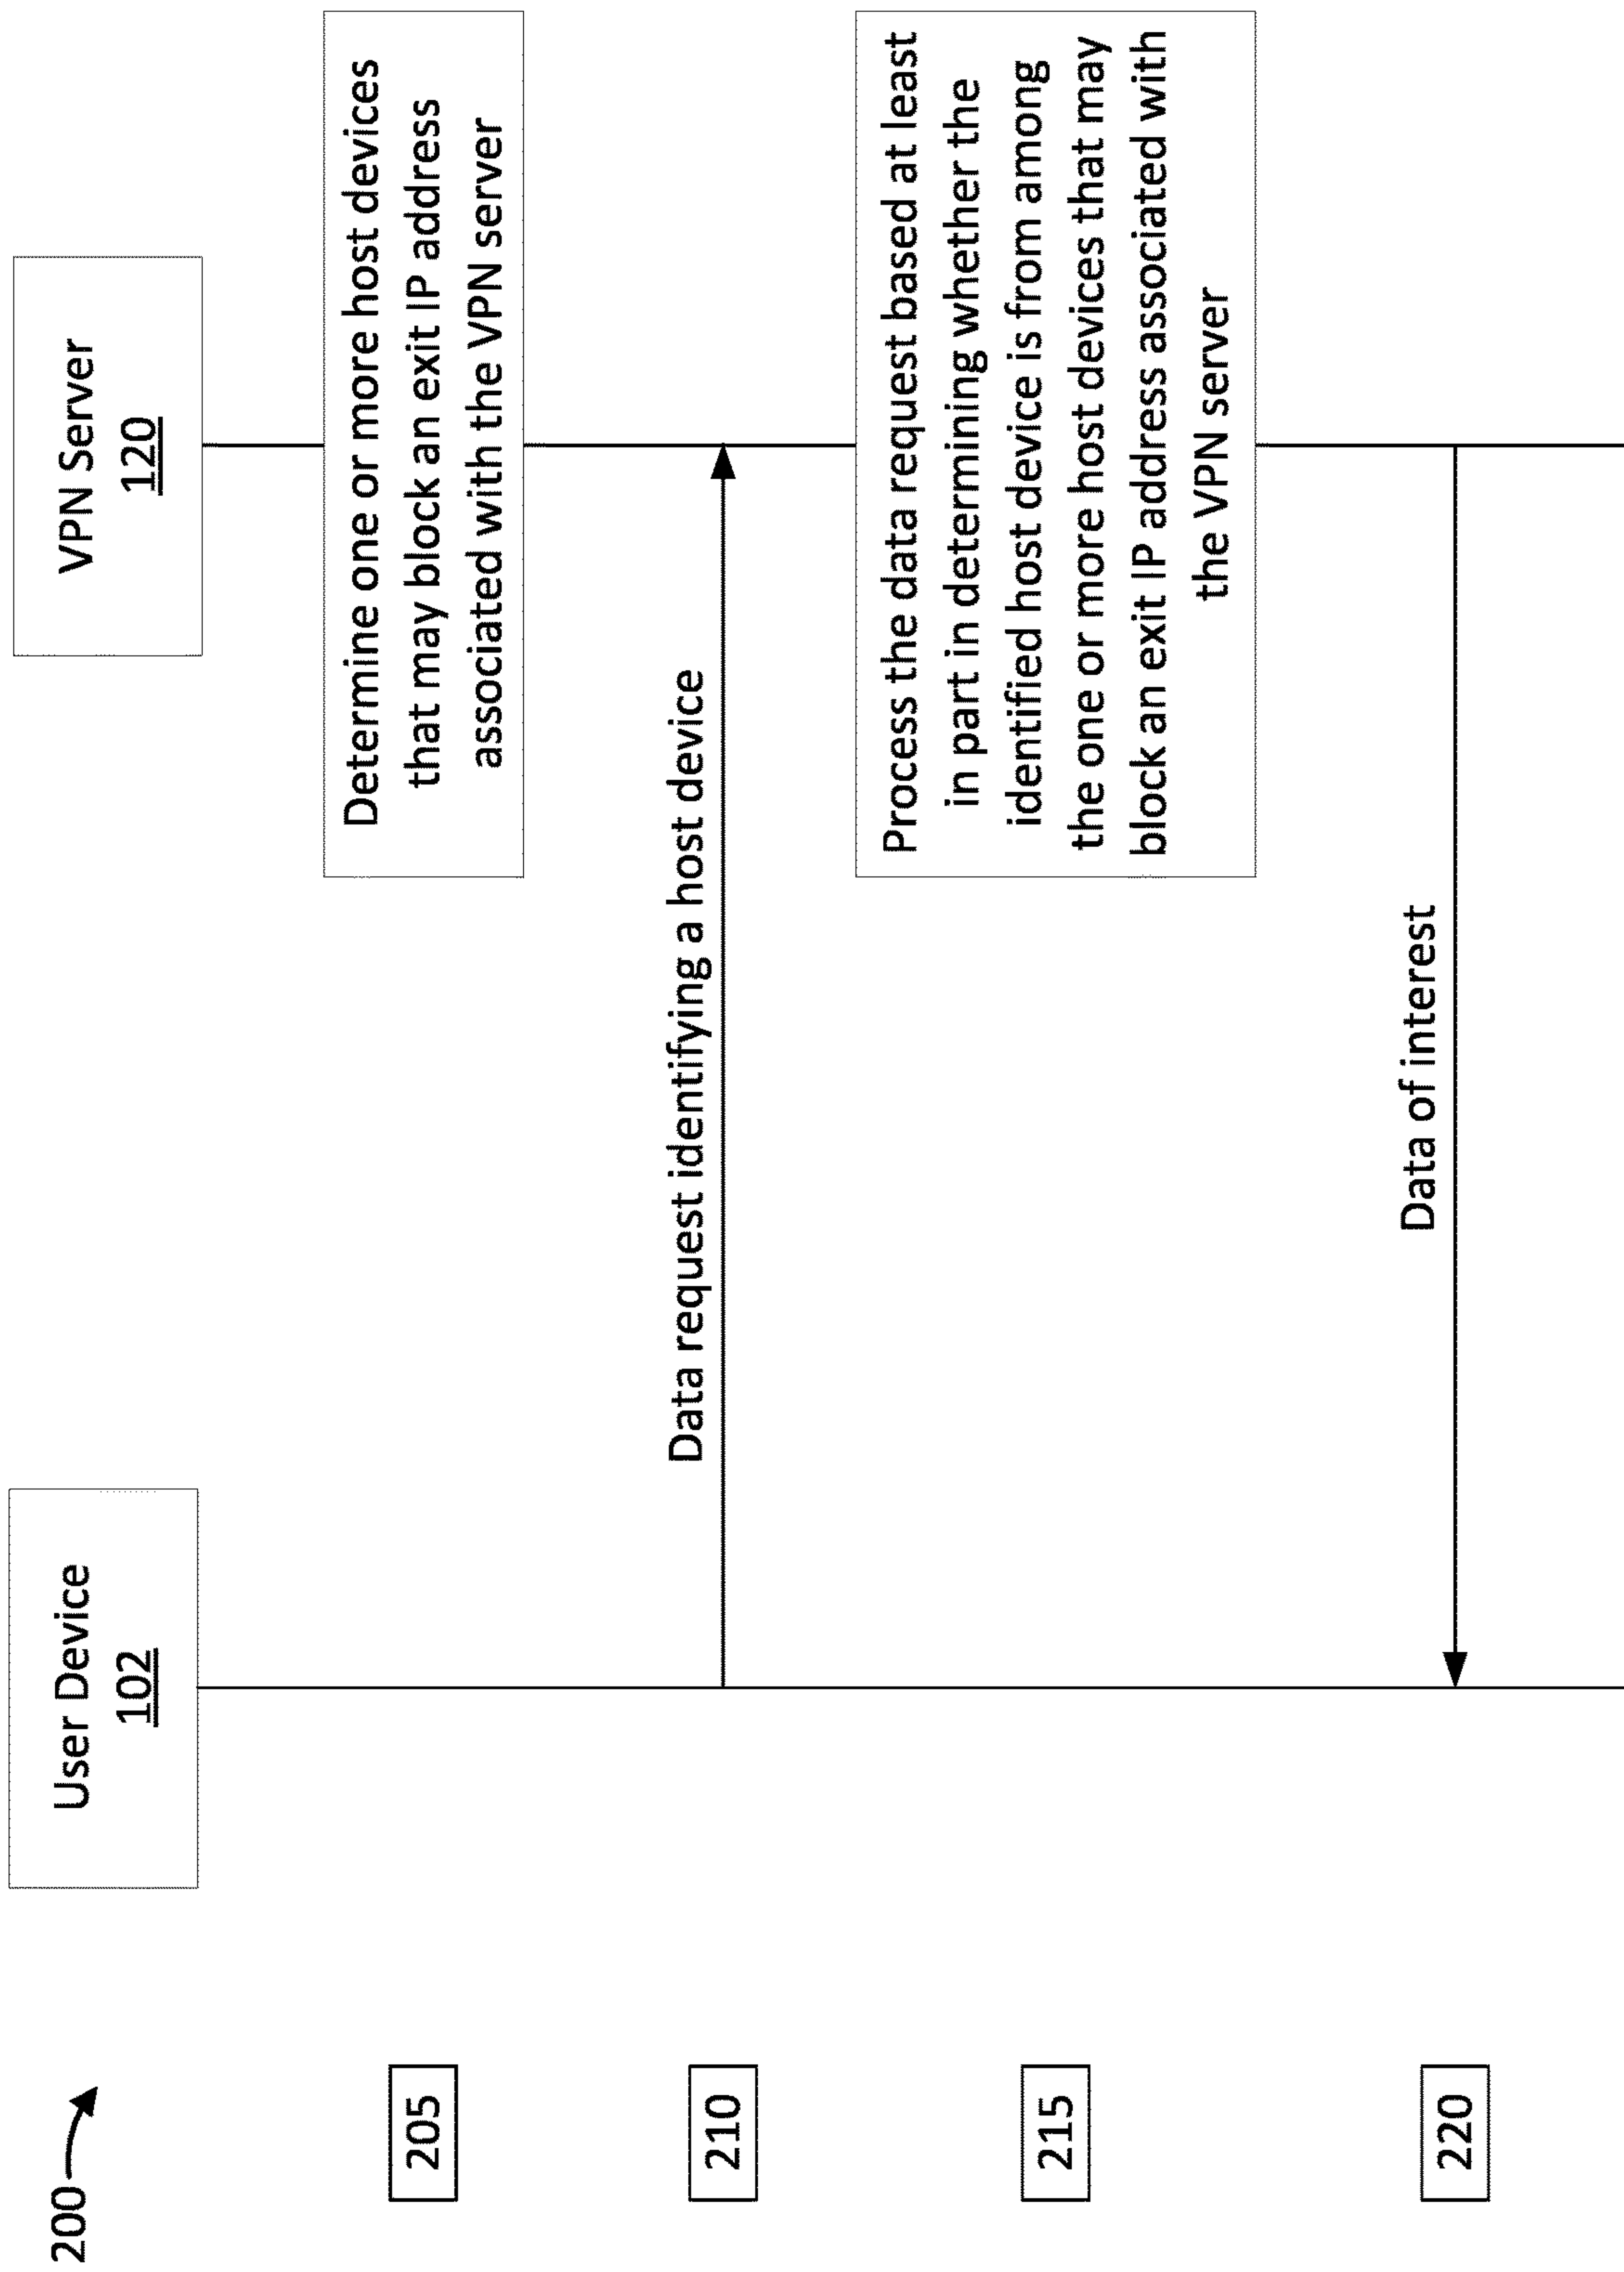 200
User Device
102
VPN Server
120
205
Determine one or more host devices
that may block an exit IP address
associated with the VPN server
210
Data request identifying a host device
215
Process the data request based at least
in part in determining whether the
identified host device is from among
the one or more host devices that may
block an exit IP address associated with
the VPN server
220
Data of interest